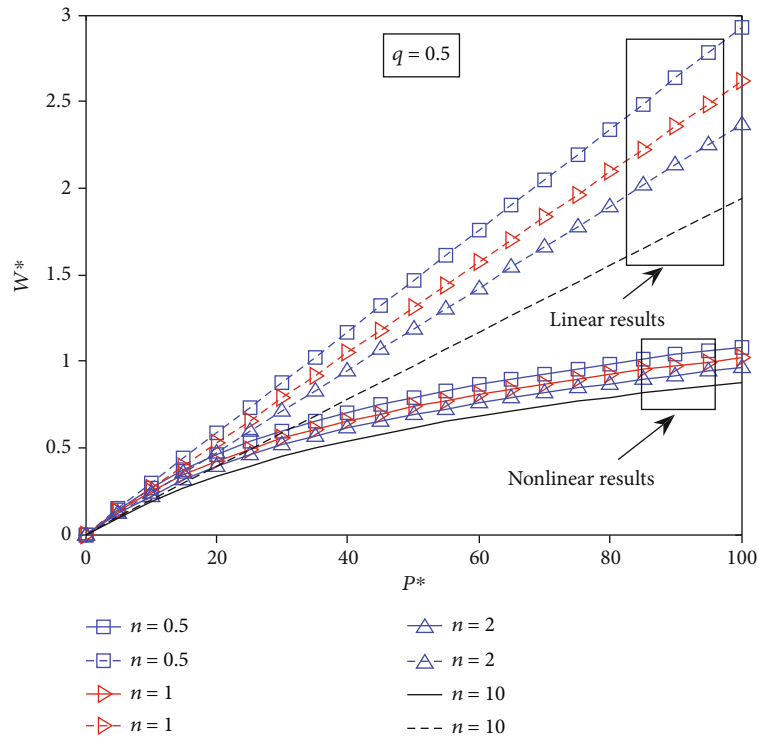 3
q = 0.5
2.5
2
W*
1.5
Linear results
1
0.5
Nonlinear results
0
0 20 40 60 80 100
P*
n = 0.5 n = 2
n = 0.5 n = 2
n = 1 n = 10
n = 1 n = 10